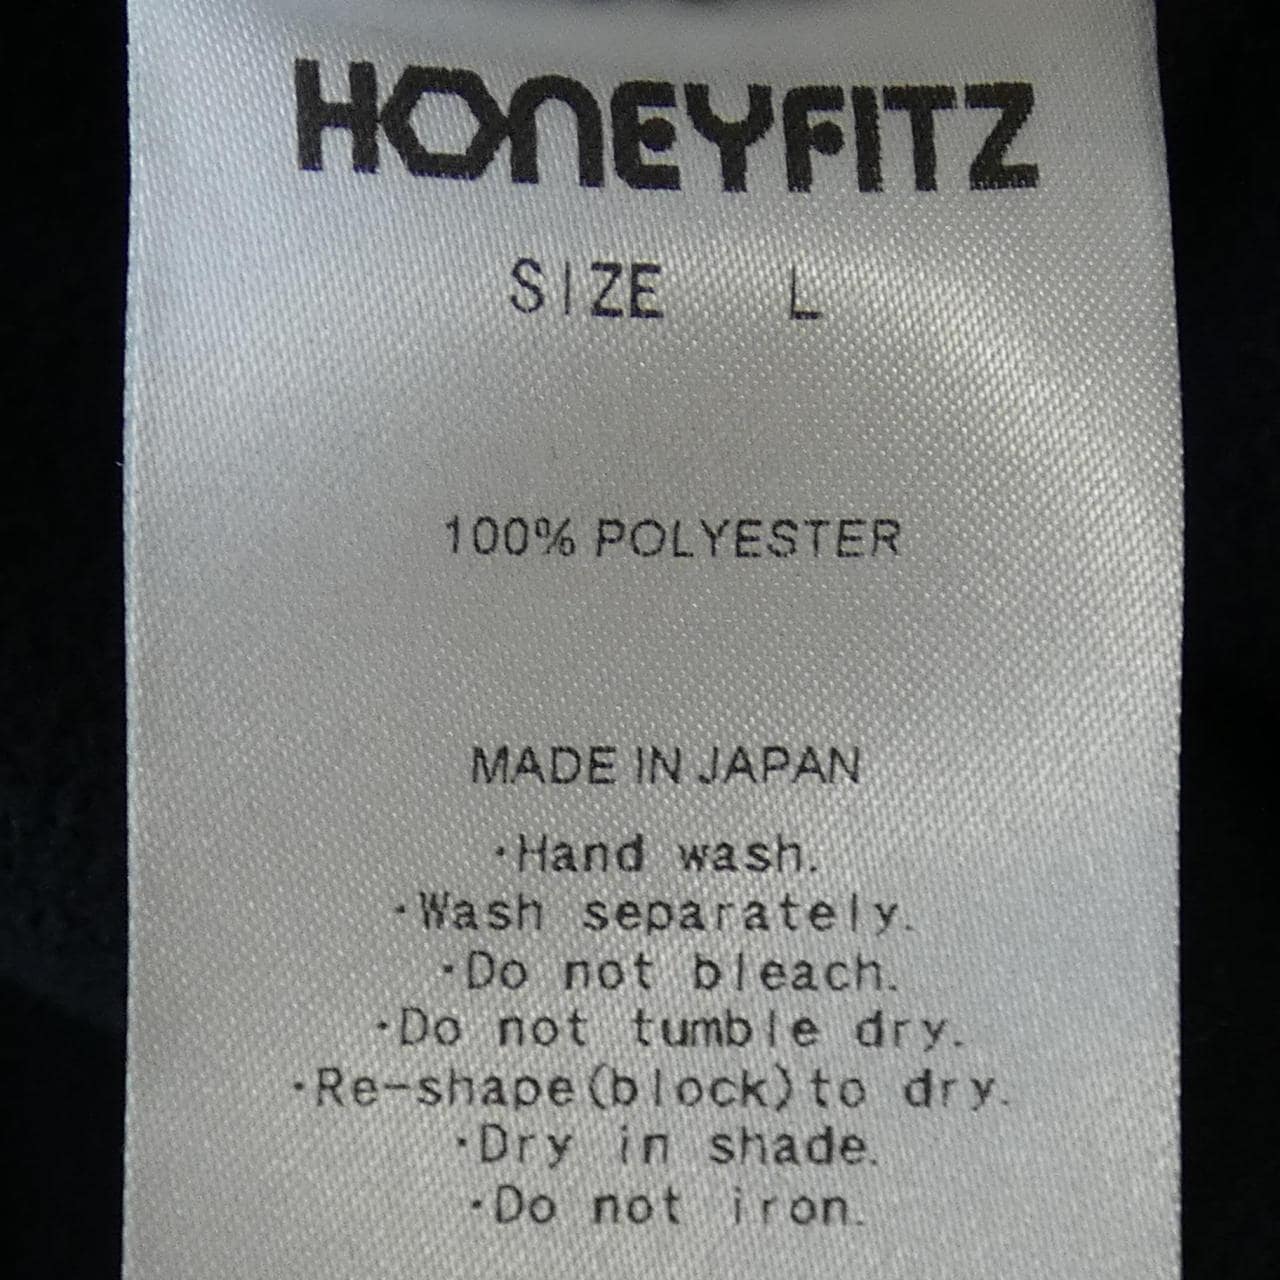 HONEYFITZ
SIZE L
100% POLYESTER
MADE IN JAPAN
・Hand wash.
・Wash separately.
・Do not bleach.
・Do not tumble dry.
・Re-shape(block)to dry.
・Dry in shade.
・Do not iron.